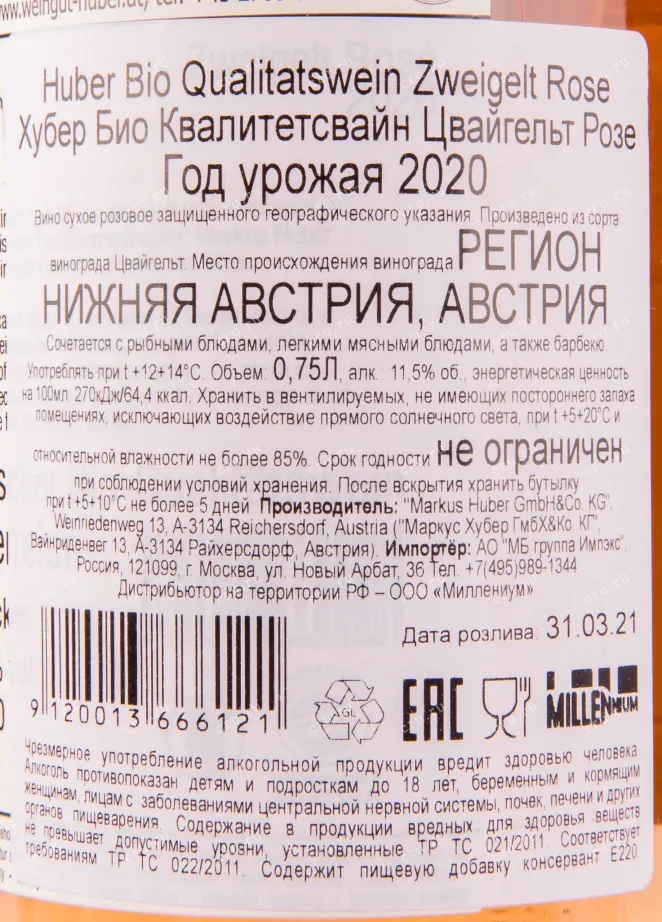 www.weingut-huber.at,
Huber Bio Qualitatswein Zweigelt Rose
Хубер Био Квалитетсвайн Цвайгельт Розе
Год урожая 2020
Вино сухое розовое защищенного географического указания. Произведено из сорта
винограда Цвайгельт. Место происхождения винограда РЕГИОН
НИЖНЯЯ АВСТРИЯ, АВСТРИЯ
Сочетается с рыбными блюдами, легкими мясными блюдами, а также барбекю.
Употреблять при t +12+14°C. Объем: 0,75Л, алк.: 11,5% об., энергетическая ценность
на 100мл: 270кДж/64,4 ккал. Хранить в вентилируемых, не имеющих постороннего запаха
помещениях, исключающих воздействие прямого солнечного света, при t +5+20°C и
относительной влажности не более 85%. Срок годности не ограничен
при соблюдении условий хранения. После вскрытия хранить бутылку
при t +5+10°C не более 5 дней. Производитель: "Markus Huber GmbH&Co. KG",
Weinriedenweg 13, A-3134 Reichersdorf, Austria ("Маркус Хубер ГмбХ&Ко. КГ",
Вайнриденвег 13, А-3134 Райхерсдорф, Австрия). Импортёр: АО "МБ группа Импэкс",
Россия, 121099, г. Москва, ул. Новый Арбат, 36 Тел. +7(495)989-1344
Дистрибьютор на территории РФ – ООО «Миллениум»
Дата розлива: 31.03.21
9 120013 666121
GL
EAC
MILLENNIUM
Чрезмерное употребление алкогольной продукции вредит здоровью человека
Алкоголь противопоказан детям и подросткам до 18 лет, беременным и кормящим
женщинам, лицам с заболеваниями центральной нервной системы, почек, печени и других
органов пищеварения. Содержание в продукции вредных для здоровья веществ
не превышает допустимые уровни, установленные ТР ТС 021/2011. Соответствует
требованиям ТР ТС 022/2011. Содержит пищевую добавку консервант Е220.